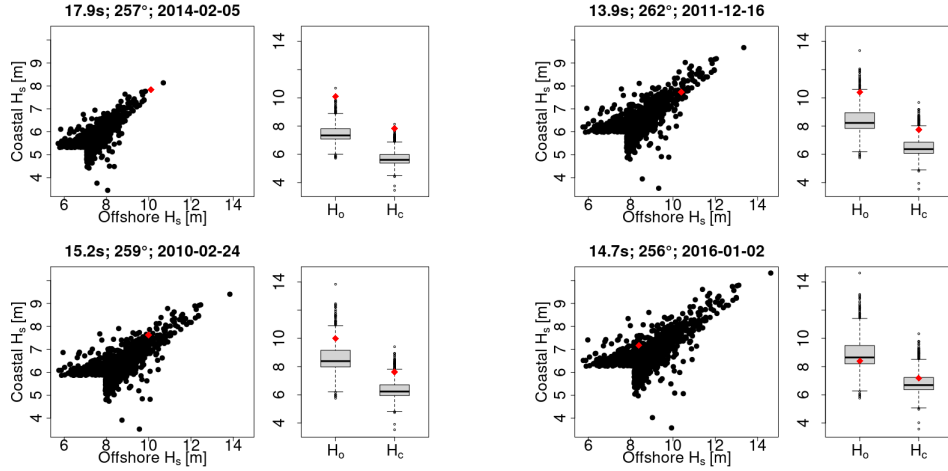 17.9s; 257°; 2014-02-05
Coastal Hs [m]
4 5 6 7 8 9
6 8 10 12 14
Offshore Hs [m]
4 6 8 10 14
Ho Hc
13.9s; 262°; 2011-12-16
Coastal Hs [m]
4 5 6 7 8 9
6 8 10 12 14
Offshore Hs [m]
4 6 8 10 14
Ho Hc
15.2s; 259°; 2010-02-24
Coastal Hs [m]
4 5 6 7 8 9
6 8 10 12 14
Offshore Hs [m]
4 6 8 10 14
Ho Hc
14.7s; 256°; 2016-01-02
Coastal Hs [m]
4 5 6 7 8 9
6 8 10 12 14
Offshore Hs [m]
4 6 8 10 14
Ho Hc